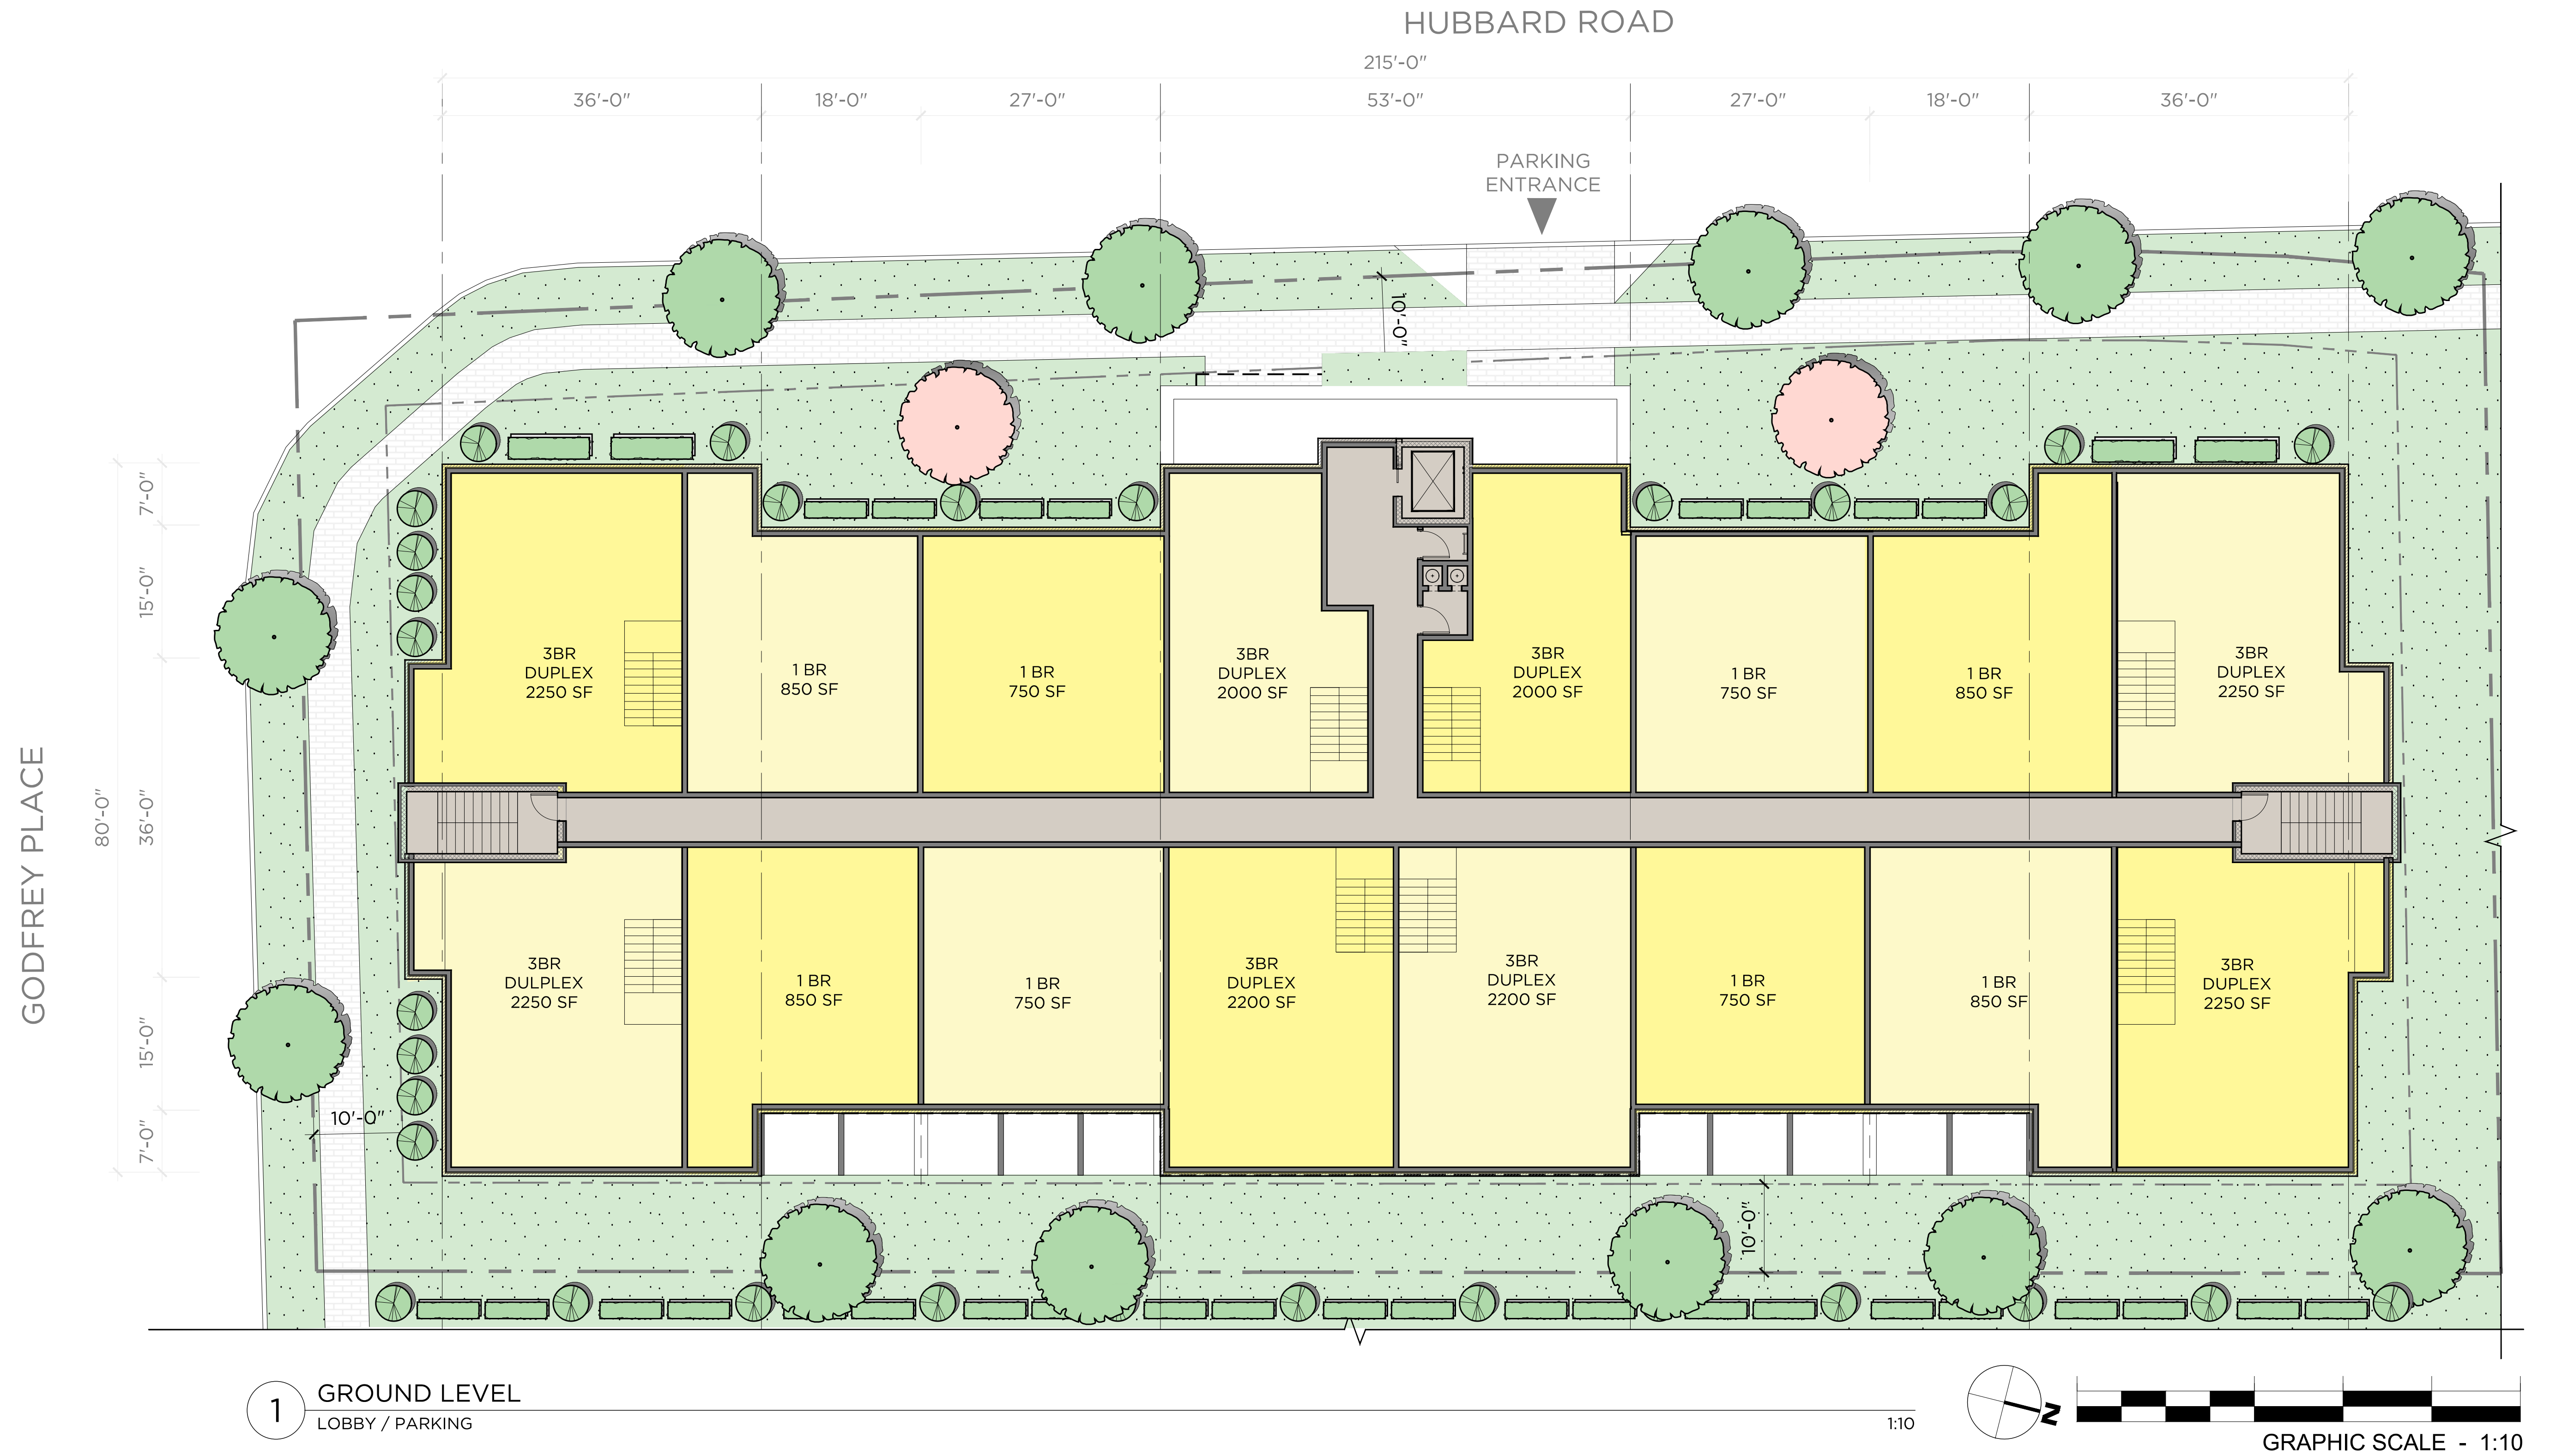 HUBBARD ROAD
215'-0"
36'-0"
18'-0"
27'-0"
53'-0"
27'-0"
18'-0"
36'-0"
PARKING
ENTRANCE
10'-0"
GODFREY PLACE
80'-0"
7'-0"
15'-0"
36'-0"
15'-0"
7'-0"
3BR
DUPLEX
2250 SF
1 BR
850 SF
1 BR
750 SF
3BR
DUPLEX
2000 SF
3BR
DUPLEX
2000 SF
1 BR
750 SF
1 BR
850 SF
3BR
DUPLEX
2250 SF
3BR
DULPLEX
2250 SF
1 BR
850 SF
1 BR
750 SF
3BR
DUPLEX
2200 SF
3BR
DUPLEX
2200 SF
1 BR
750 SF
1 BR
850 SF
3BR
DUPLEX
2250 SF
10'-0"
10'-0"
1
GROUND LEVEL
LOBBY / PARKING
1:10
N
GRAPHIC SCALE - 1:10